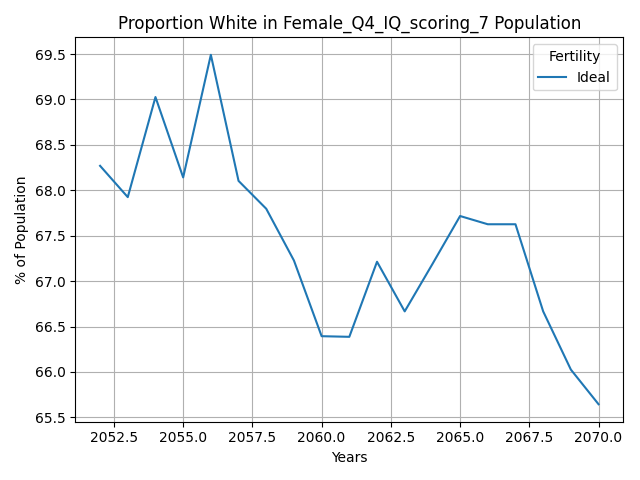 Proportion White in Female_Q4_IQ_scoring_7 Population
69.5
69.0
68.5
68.0
67.5
67.0
66.5
66.0
65.5
% of Population
Fertility
Ideal
2052.5 2055.0 2057.5 2060.0 2062.5 2065.0 2067.5 2070.0
Years